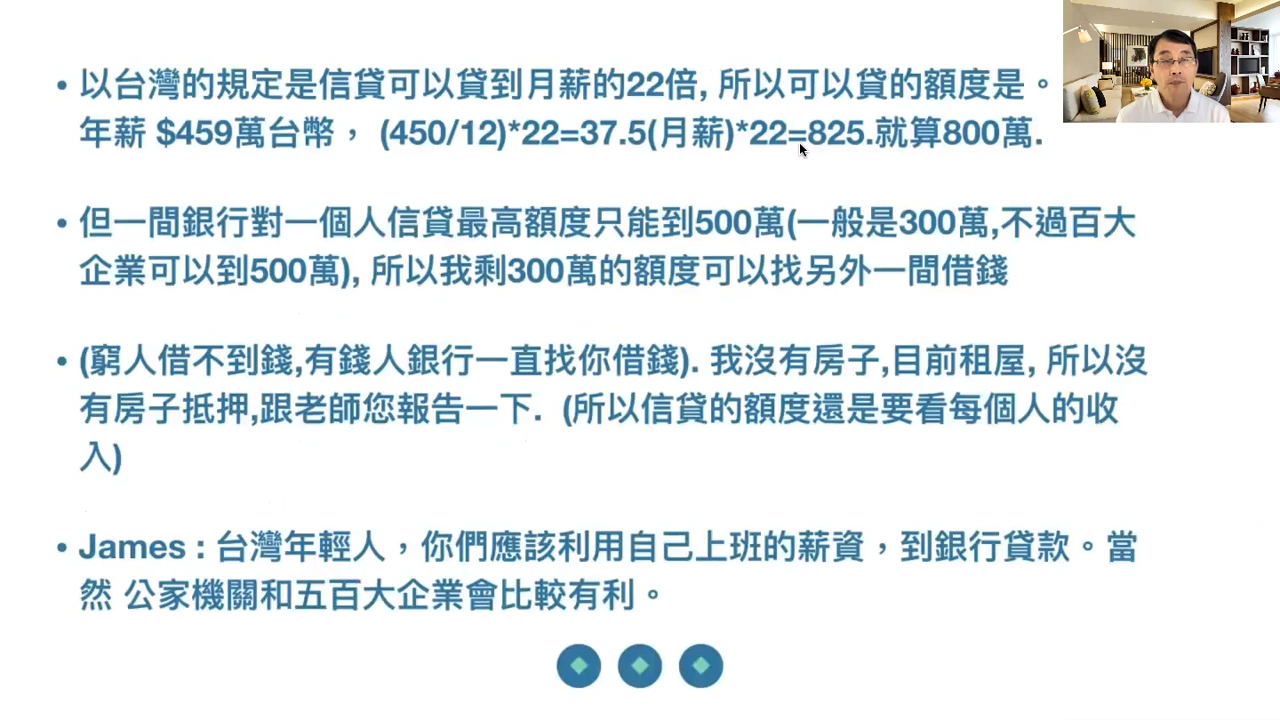 • 以台灣的規定是信貸可以貸到月薪的22倍, 所以可以貸的額度是。
年薪 $459萬台幣， (450/12)*22=37.5(月薪)*22=825.就算800萬.
• 但一間銀行對一個人信貸最高額度只能到500萬(一般是300萬,不過百大
企業可以到500萬), 所以我剩300萬的額度可以找另外一間借錢
• (窮人借不到錢,有錢人銀行一直找你借錢). 我沒有房子,目前租屋, 所以沒
有房子抵押,跟老師您報告一下. (所以信貸的額度還是要看每個人的收
入)
• James : 台灣年輕人，你們應該利用自己上班的薪資，到銀行貸款。當
然 公家機關和五百大企業會比較有利。